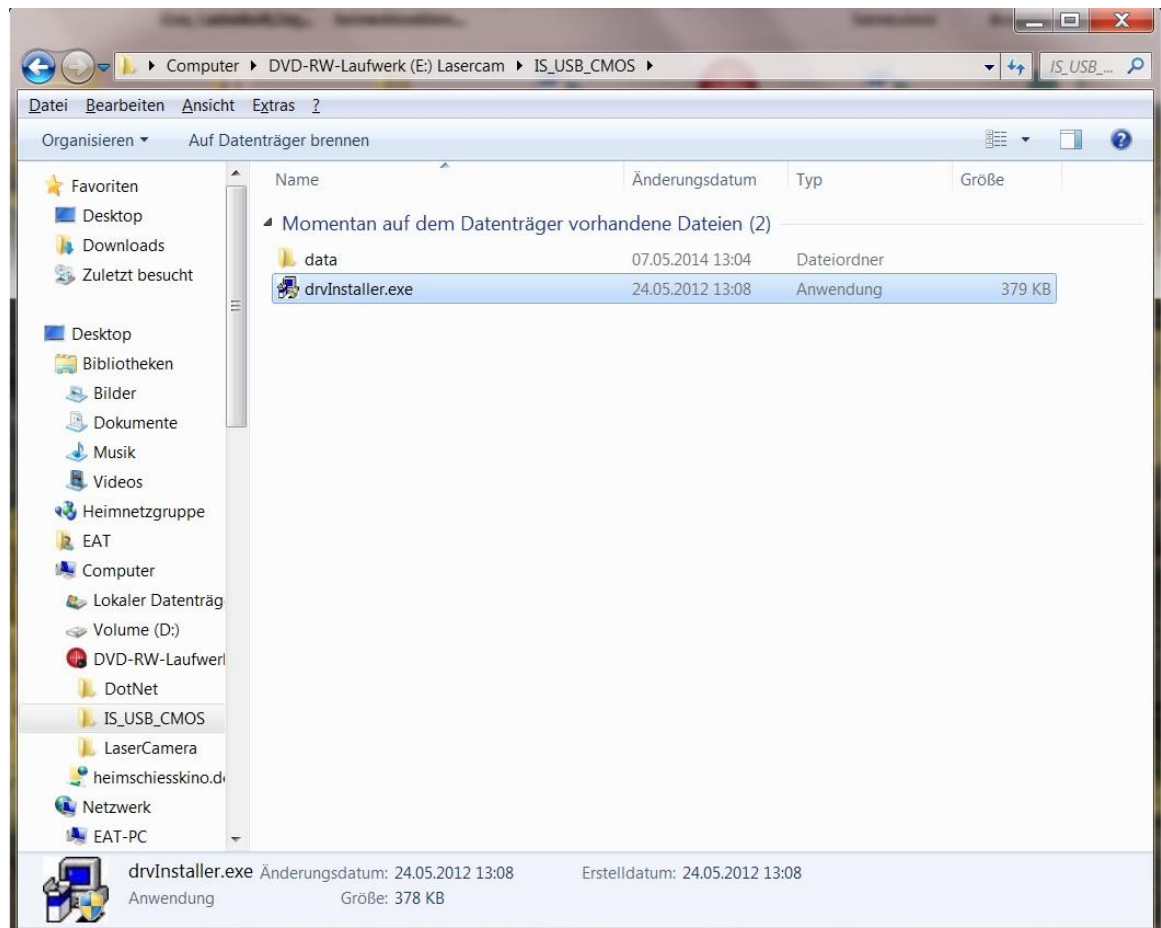 Computer ▸ DVD-RW-Laufwerk (E:) Lasercam ▸ IS_USB_CMOS ▸ IS_USB_...
Datei Bearbeiten Ansicht Extras ?
Organisieren Auf Datenträger brennen
Name Änderungsdatum Typ Größe
Momentan auf dem Datenträger vorhandene Dateien (2)
data 07.05.2014 13:04 Dateiordner
drvInstaller.exe 24.05.2012 13:08 Anwendung 379 KB
Favoriten
Desktop
Downloads
Zuletzt besucht
Desktop
Bibliotheken
Bilder
Dokumente
Musik
Videos
Heimnetzgruppe
EAT
Computer
Lokaler Datenträg
Volume (D:)
DVD-RW-Laufwerl
DotNet
IS_USB_CMOS
LaserCamera
heimschiesskino.d
Netzwerk
EAT-PC
drvInstaller.exe Änderungsdatum: 24.05.2012 13:08 Erstelldatum: 24.05.2012 13:08
Anwendung Größe: 378 KB